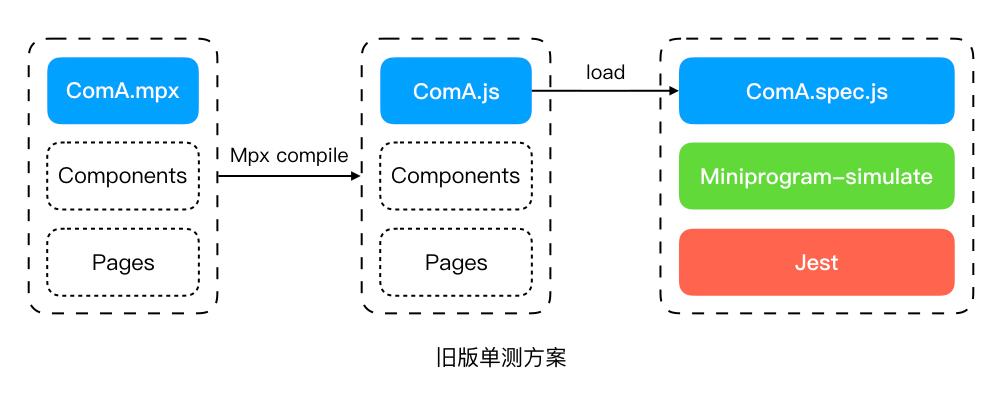 ComA.mpx
Components
Pages
Mpx compile
ComA.js
Components
Pages
load
ComA.spec.js
Miniprogram-simulate
Jest
旧版单测方案